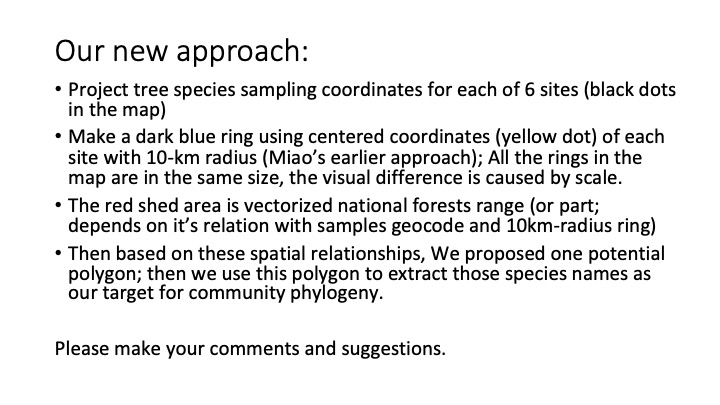 Our new approach:
• Project tree species sampling coordinates for each of 6 sites (black dots
in the map)
• Make a dark blue ring using centered coordinates (yellow dot) of each
site with 10-km radius (Miao's earlier approach); All the rings in the
map are in the same size, the visual difference is caused by scale.
• The red shed area is vectorized national forests range (or part;
depends on it's relation with samples geocode and 10km-radius ring)
• Then based on these spatial relationships, We proposed one potential
polygon; then we use this polygon to extract those species names as
our target for community phylogeny.
Please make your comments and suggestions.